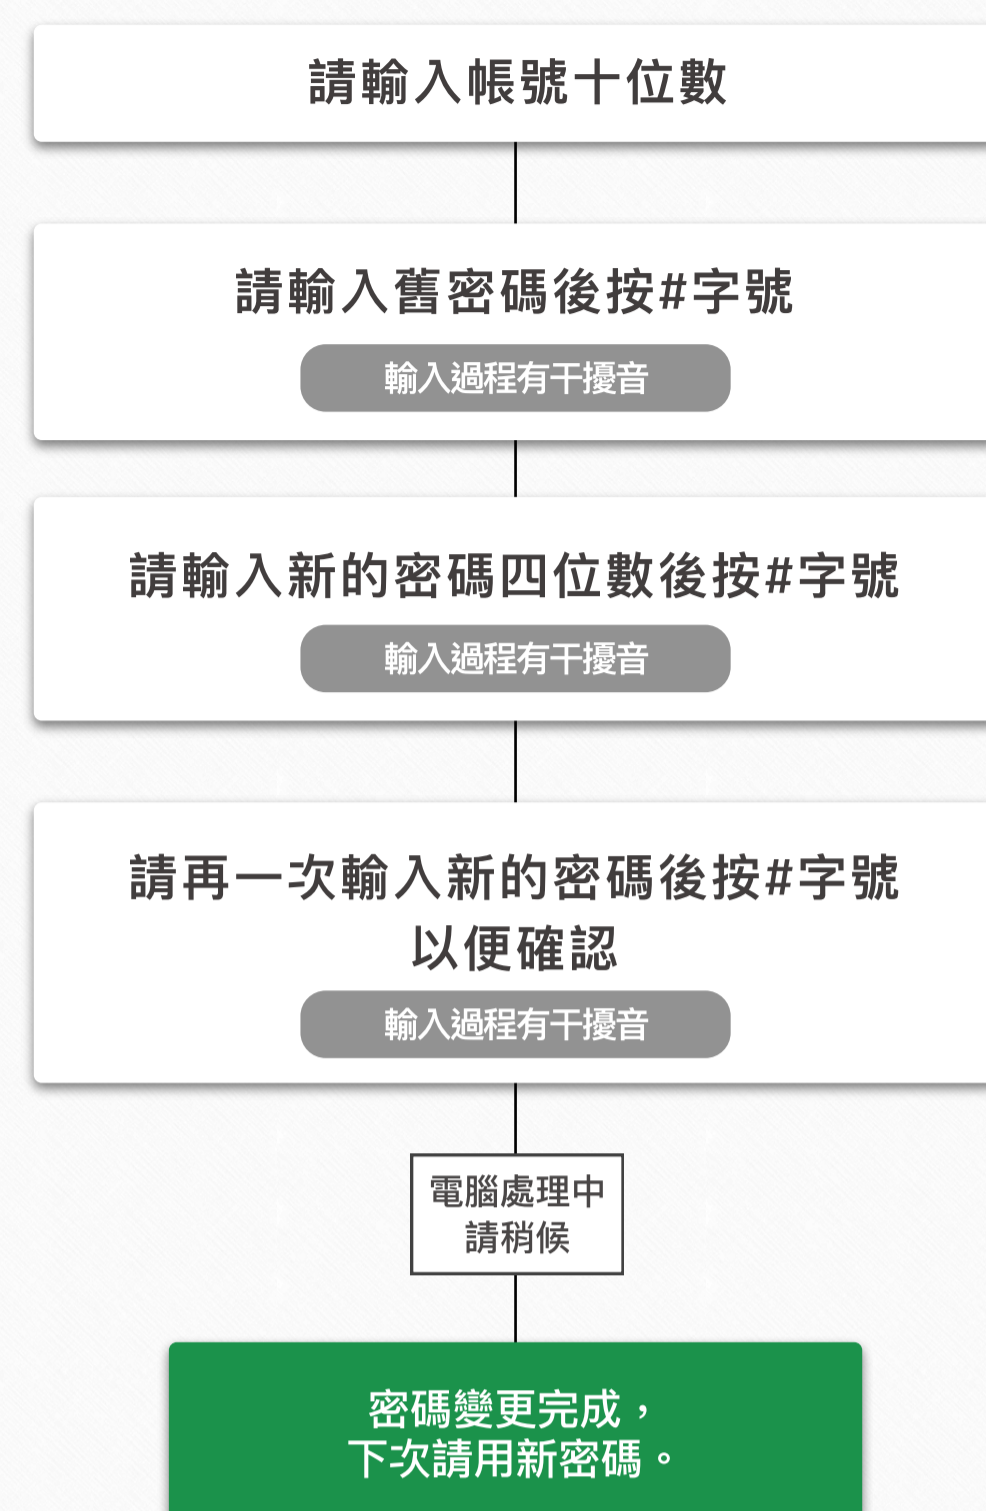 請輸入帳號十位數
請輸入舊密碼後按#字號
輸入過程有干擾音
請輸入新的密碼四位數後按#字號
輸入過程有干擾音
請再一次輸入新的密碼後按#字號
以便確認
輸入過程有干擾音
電腦處理中
請稍候
密碼變更完成，
下次請用新密碼。